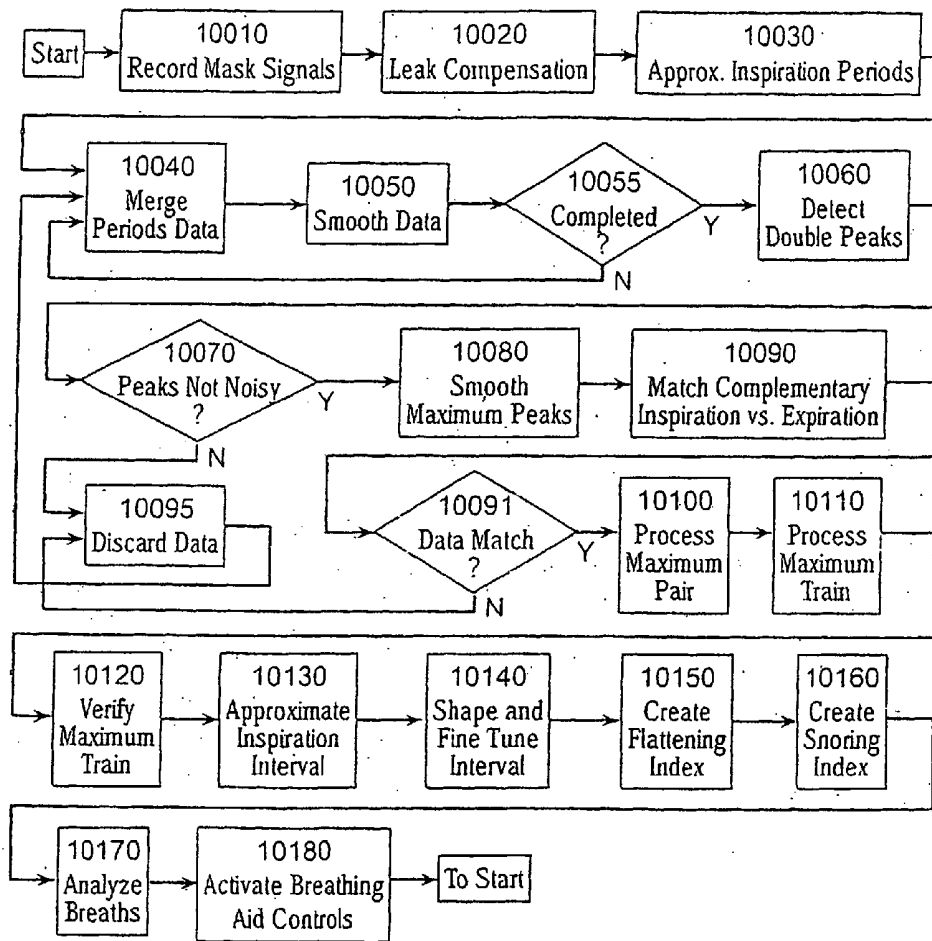 Start
10010
Record Mask Signals
10020
Leak Compensation
10030
Approx. Inspiration Periods
10040
Merge
Periods Data
10050
Smooth Data
10055
Completed
?
Y
N
10060
Detect
Double Peaks
10070
Peaks Not Noisy
?
Y
N
10080
Smooth
Maximum Peaks
10090
Match Complementary
Inspiration vs. Expiration
10095
Discard Data
10091
Data Match
?
Y
N
10100
Process
Maximum
Pair
10110
Process
Maximum
Train
10120
Verify
Maximum
Train
10130
Approximate
Inspiration
Interval
10140
Shape and
Fine Tune
Interval
10150
Create
Flattening
Index
10160
Create
Snoring
Index
10170
Analyze
Breaths
10180
Activate Breathing
Aid Controls
To Start